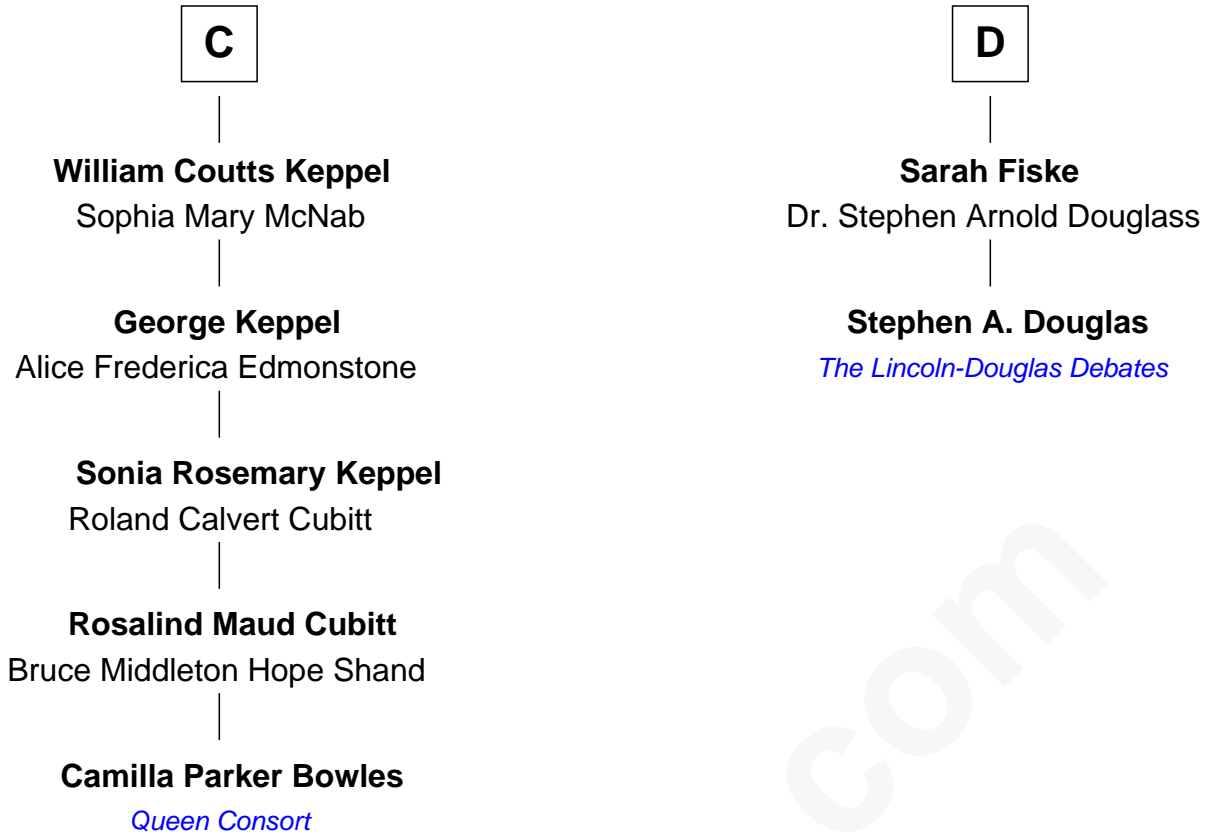 C
William Coutts Keppel
Sophia Mary McNab
George Keppel
Alice Frederica Edmonstone
Sonia Rosemary Keppel
Roland Calvert Cubitt
Rosalind Maud Cubitt
Bruce Middleton Hope Shand
Camilla Parker Bowles
Queen Consort
D
Sarah Fiske
Dr. Stephen Arnold Douglass
Stephen A. Douglas
The Lincoln-Douglas Debates
com